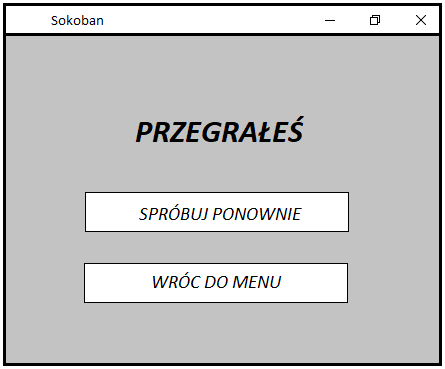 Sokoban
PRZEGRAŁEŚ
SPRÓBUJ PONOWNIE
WRÓC DO MENU